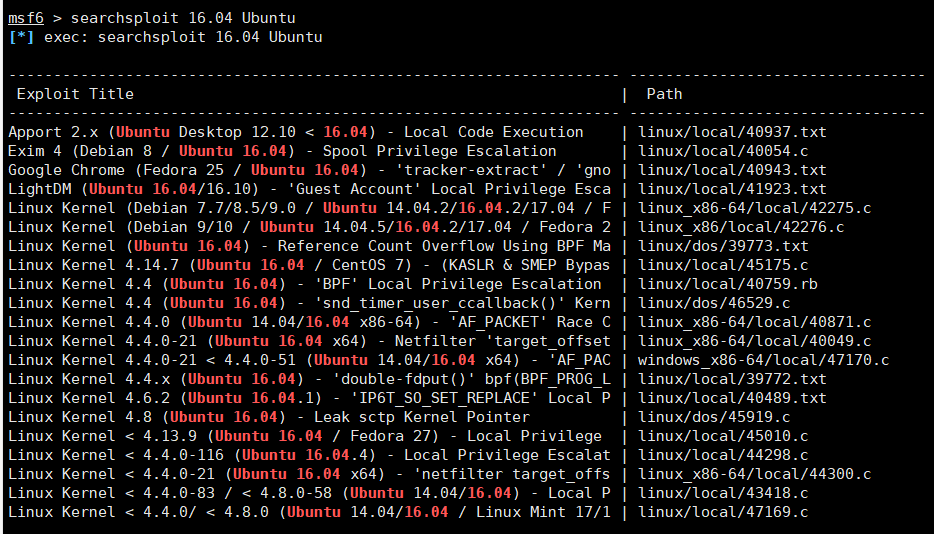 msf6 > searchsploit 16.04 Ubuntu
[*] exec: searchsploit 16.04 Ubuntu
Exploit Title | Path
Apport 2.x (Ubuntu Desktop 12.10 < 16.04) - Local Code Execution | linux/local/40937.txt
Exim 4 (Debian 8 / Ubuntu 16.04) - Spool Privilege Escalation | linux/local/40054.c
Google Chrome (Fedora 25 / Ubuntu 16.04) - 'tracker-extract' / 'gno | linux/local/40943.txt
LightDM (Ubuntu 16.04/16.10) - 'Guest Account' Local Privilege Esca | linux/local/41923.txt
Linux Kernel (Debian 7.7/8.5/9.0 / Ubuntu 14.04.2/16.04.2/17.04 / F | linux_x86-64/local/42275.c
Linux Kernel (Debian 9/10 / Ubuntu 14.04.5/16.04.2/17.04 / Fedora 2 | linux_x86/local/42276.c
Linux Kernel (Ubuntu 16.04) - Reference Count Overflow Using BPF Ma | linux/dos/39773.txt
Linux Kernel 4.14.7 (Ubuntu 16.04 / CentOS 7) - (KASLR & SMEP Bypas | linux/local/45175.c
Linux Kernel 4.4 (Ubuntu 16.04) - 'BPF' Local Privilege Escalation | linux/local/40759.rb
Linux Kernel 4.4 (Ubuntu 16.04) - 'snd_timer_user_ccallback()' Kern | linux/dos/46529.c
Linux Kernel 4.4.0 (Ubuntu 14.04/16.04 x86-64) - 'AF_PACKET' Race C | linux_x86-64/local/40871.c
Linux Kernel 4.4.0-21 (Ubuntu 16.04 x64) - Netfilter 'target_offset | linux_x86-64/local/40049.c
Linux Kernel 4.4.0-21 < 4.4.0-51 (Ubuntu 14.04/16.04 x64) - 'AF_PAC | windows_x86-64/local/47170.c
Linux Kernel 4.4.x (Ubuntu 16.04) - 'double-fdput()' bpf(BPF_PROG_L | linux/local/39772.txt
Linux Kernel 4.6.2 (Ubuntu 16.04.1) - 'IP6T_SO_SET_REPLACE' Local P | linux/local/40489.txt
Linux Kernel 4.8 (Ubuntu 16.04) - Leak sctp Kernel Pointer | linux/dos/45919.c
Linux Kernel < 4.13.9 (Ubuntu 16.04 / Fedora 27) - Local Privilege | linux/local/45010.c
Linux Kernel < 4.4.0-116 (Ubuntu 16.04.4) - Local Privilege Escalat | linux/local/44298.c
Linux Kernel < 4.4.0-21 (Ubuntu 16.04 x64) - 'netfilter target_offs | linux_x86-64/local/44300.c
Linux Kernel < 4.4.0-83 / < 4.8.0-58 (Ubuntu 14.04/16.04) - Local P | linux/local/43418.c
Linux Kernel < 4.4.0/ < 4.8.0 (Ubuntu 14.04/16.04 / Linux Mint 17/1 | linux/local/47169.c